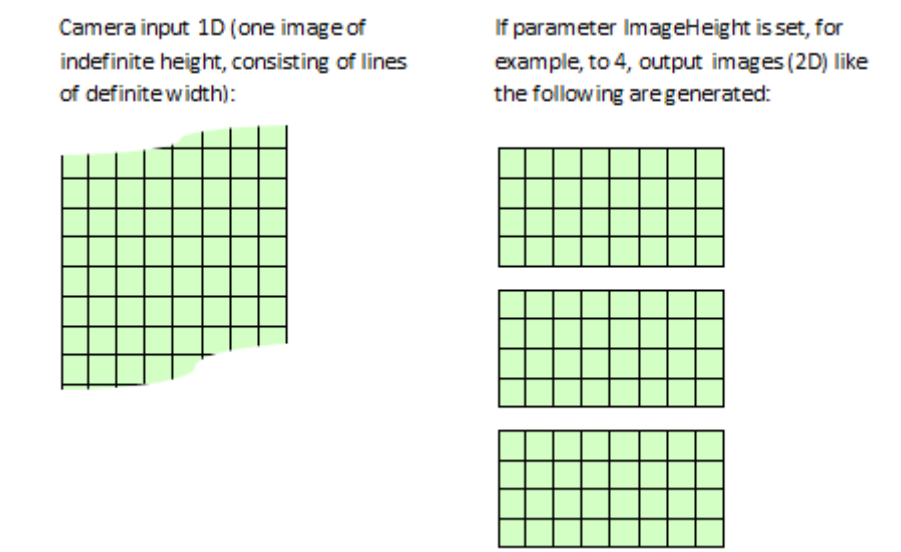 Camera input 1D (one image of
indefinite height, consisting of lines
of definite width):
If parameter ImageHeight is set, for
example, to 4, output images (2D) like
the following are generated: